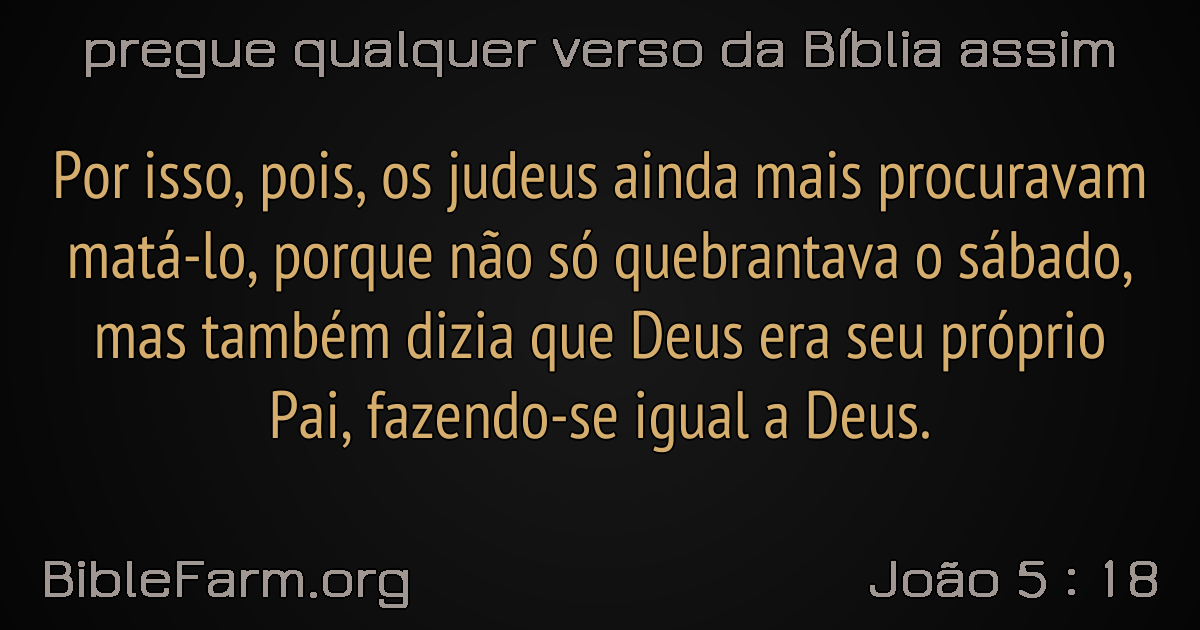 pregue qualquer verso da Bíblia assim
Por isso, pois, os judeus ainda mais procuravam
matá-lo, porque não só quebrantava o sábado,
mas também dizia que Deus era seu próprio
Pai, fazendo-se igual a Deus.
BibleFarm.org
João 5 : 18